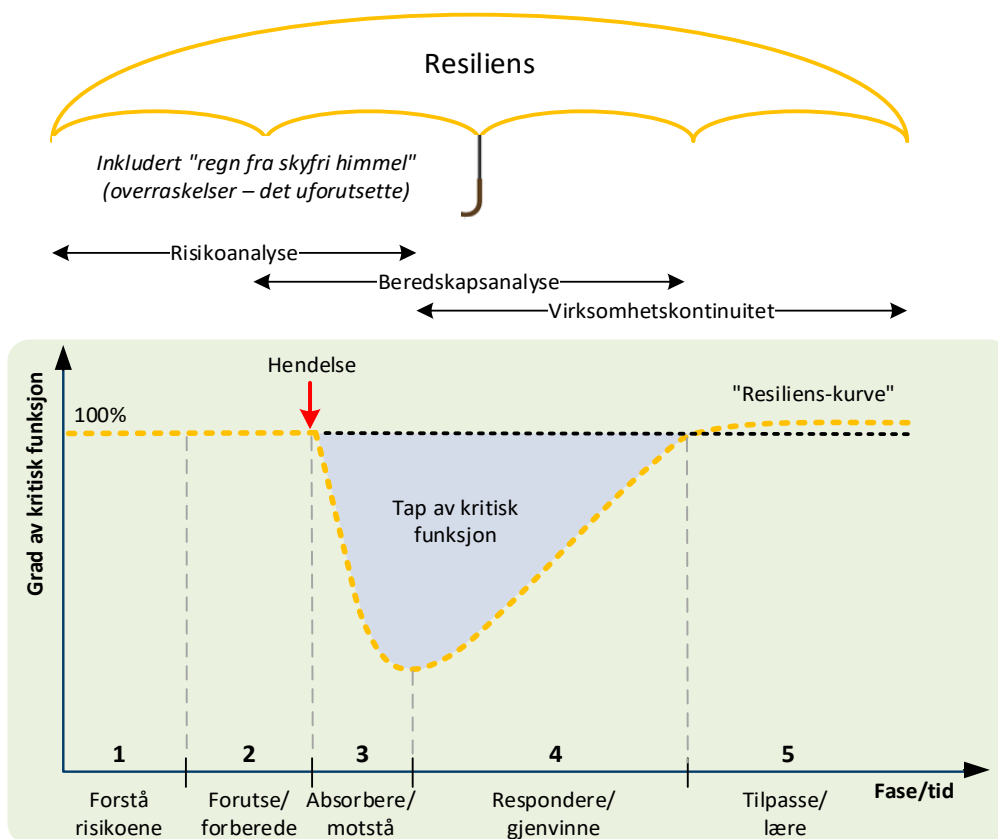 Resiliens
Inkludert "regn fra skyfri himmel"
(overraskelser – det uforutsette)
Risikoanalyse
Beredskapsanalyse
Virksomhetskontinuitet
Hendelse
"Resiliens-kurve"
100%
Grad av kritisk funksjon
Tap av kritisk
funksjon
1
2
3
4
5
Fase/tid
Forstå
risikoene
Forutse/
forberede
Absorbere/
motstå
Respondere/
gjenvinne
Tilpasse/
lære